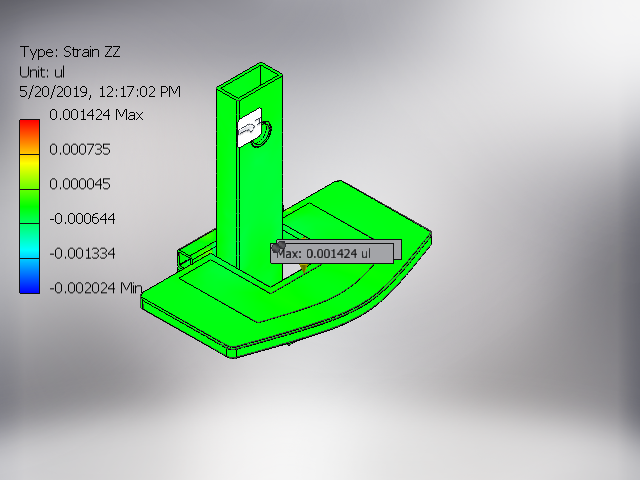 Type: Strain ZZ
Unit: ul
5/20/2019, 12:17:02 PM
0.001424 Max
0.000735
0.000045
-0.000644
-0.001334
-0.002024 Min
Max: 0.001424 ul